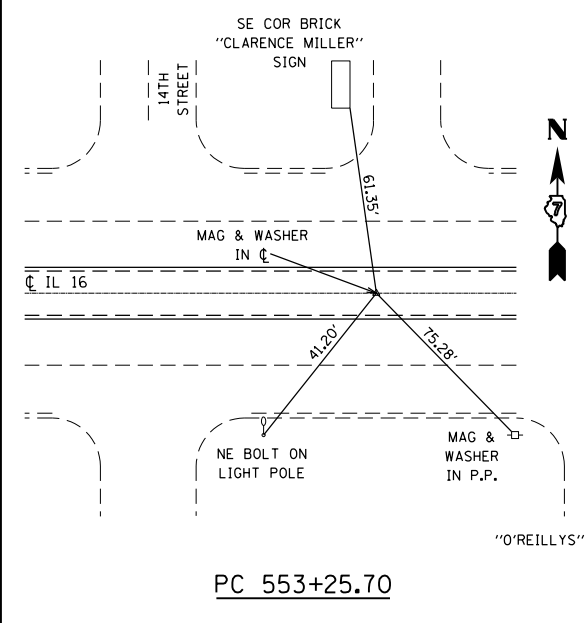 SE COR BRICK
"CLARENCE MILLER"
SIGN
14TH
STREET
N
7
61.35'
MAG & WASHER
IN ℄
℄ IL 16
41.20'
75.28'
NE BOLT ON
LIGHT POLE
MAG &
WASHER
IN P.P.
"O'REILLYS"
PC 553+25.70